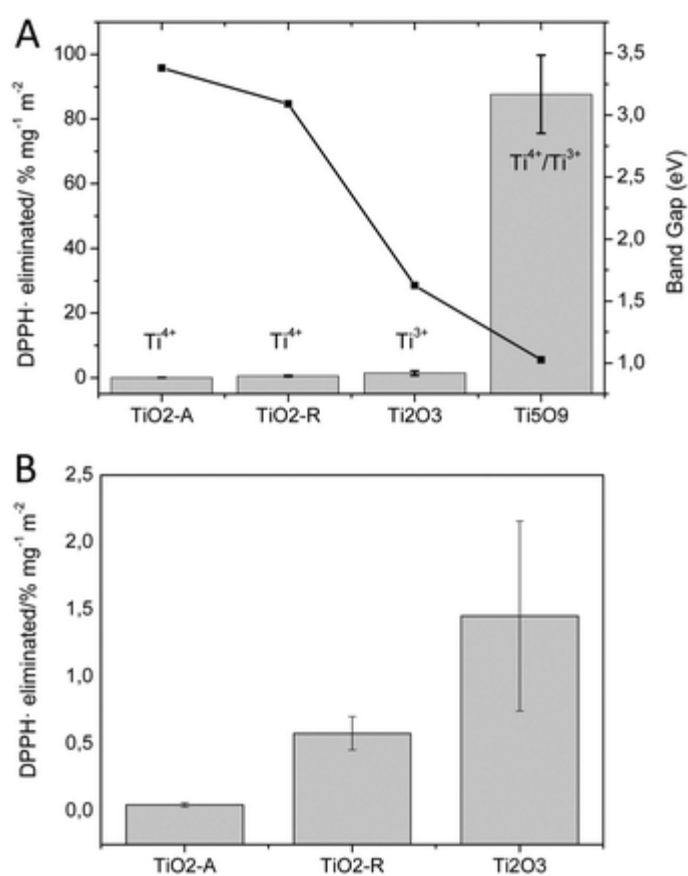 A
DPPH· eliminated/ % mg⁻¹ m⁻²
100
80
60
40
20
0
3,5
3,0
2,5
2,0
1,5
1,0
Band Gap (eV)
Ti⁴⁺
Ti⁴⁺
Ti³⁺
Ti⁴⁺/Ti³⁺
TiO2-A
TiO2-R
Ti2O3
Ti5O9
B
DPPH· eliminated/% mg⁻¹ m⁻²
2,5
2,0
1,5
1,0
0,5
0,0
TiO2-A
TiO2-R
Ti2O3